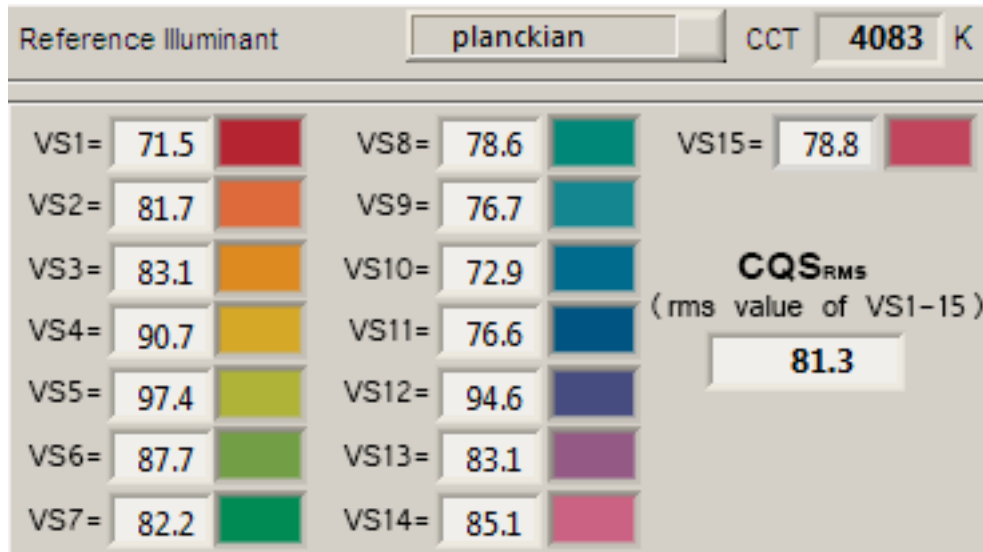 Reference Illuminant planckian CCT 4083 K
VS1= 71.5 VS8= 78.6 VS15= 78.8
VS2= 81.7 VS9= 76.7
VS3= 83.1 VS10= 72.9 CQSRMS
VS4= 90.7 VS11= 76.6 (rms value of VS1-15)
VS5= 97.4 VS12= 94.6 81.3
VS6= 87.7 VS13= 83.1
VS7= 82.2 VS14= 85.1